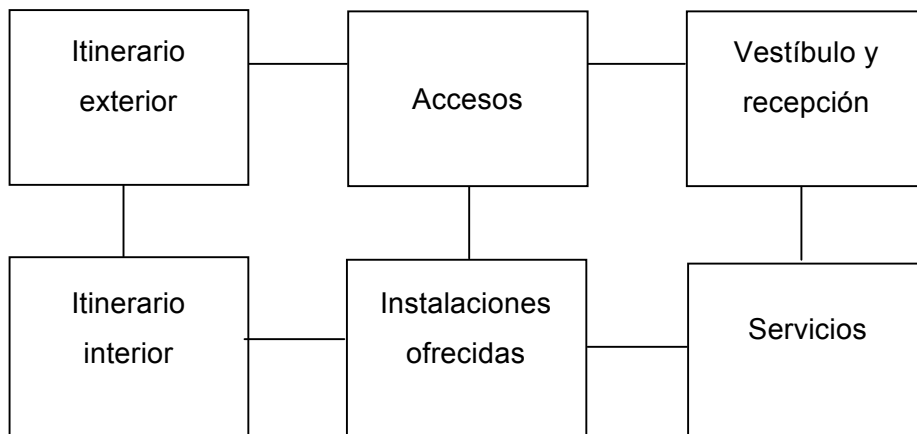 Itinerario
exterior
Accesos
Vestíbulo y
recepción
Itinerario
interior
Instalaciones
ofrecidas
Servicios